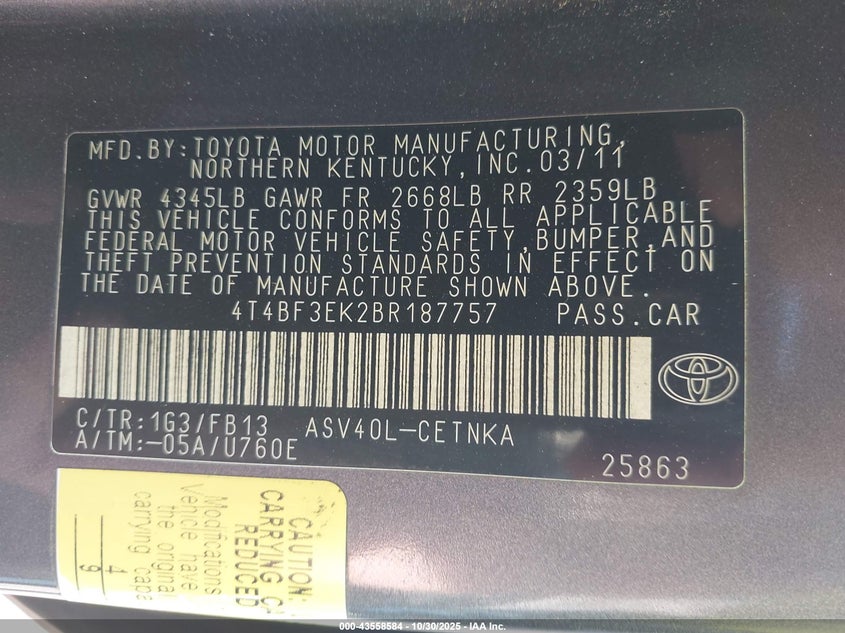 MFD.BY:TOYOTA MOTOR MANUFACTURING,
NORTHERN KENTUCKY,INC.03/11
GVWR 4345LB GAWR FR 2668LB RR 2359LB
THIS VEHICLE CONFORMS TO ALL APPLICABLE
FEDERAL MOTOR VEHICLE SAFETY,BUMPER,AND
THEFT PREVENTION STANDARDS IN EFFECT ON
THE DATE OF MANUFACTURE SHOWN ABOVE.
4T4BF3EK2BR187757 PASS.CAR
C/TR:1G3/FB13 ASV40L-CETNKA
A/TM:-05A/U760E
25863
CAUTION:
CARRYING
REDUCED
Modifications
Vehicle have
the original
carrying
4
9
000-43558584 | 10/30/2025 - IAA Inc.